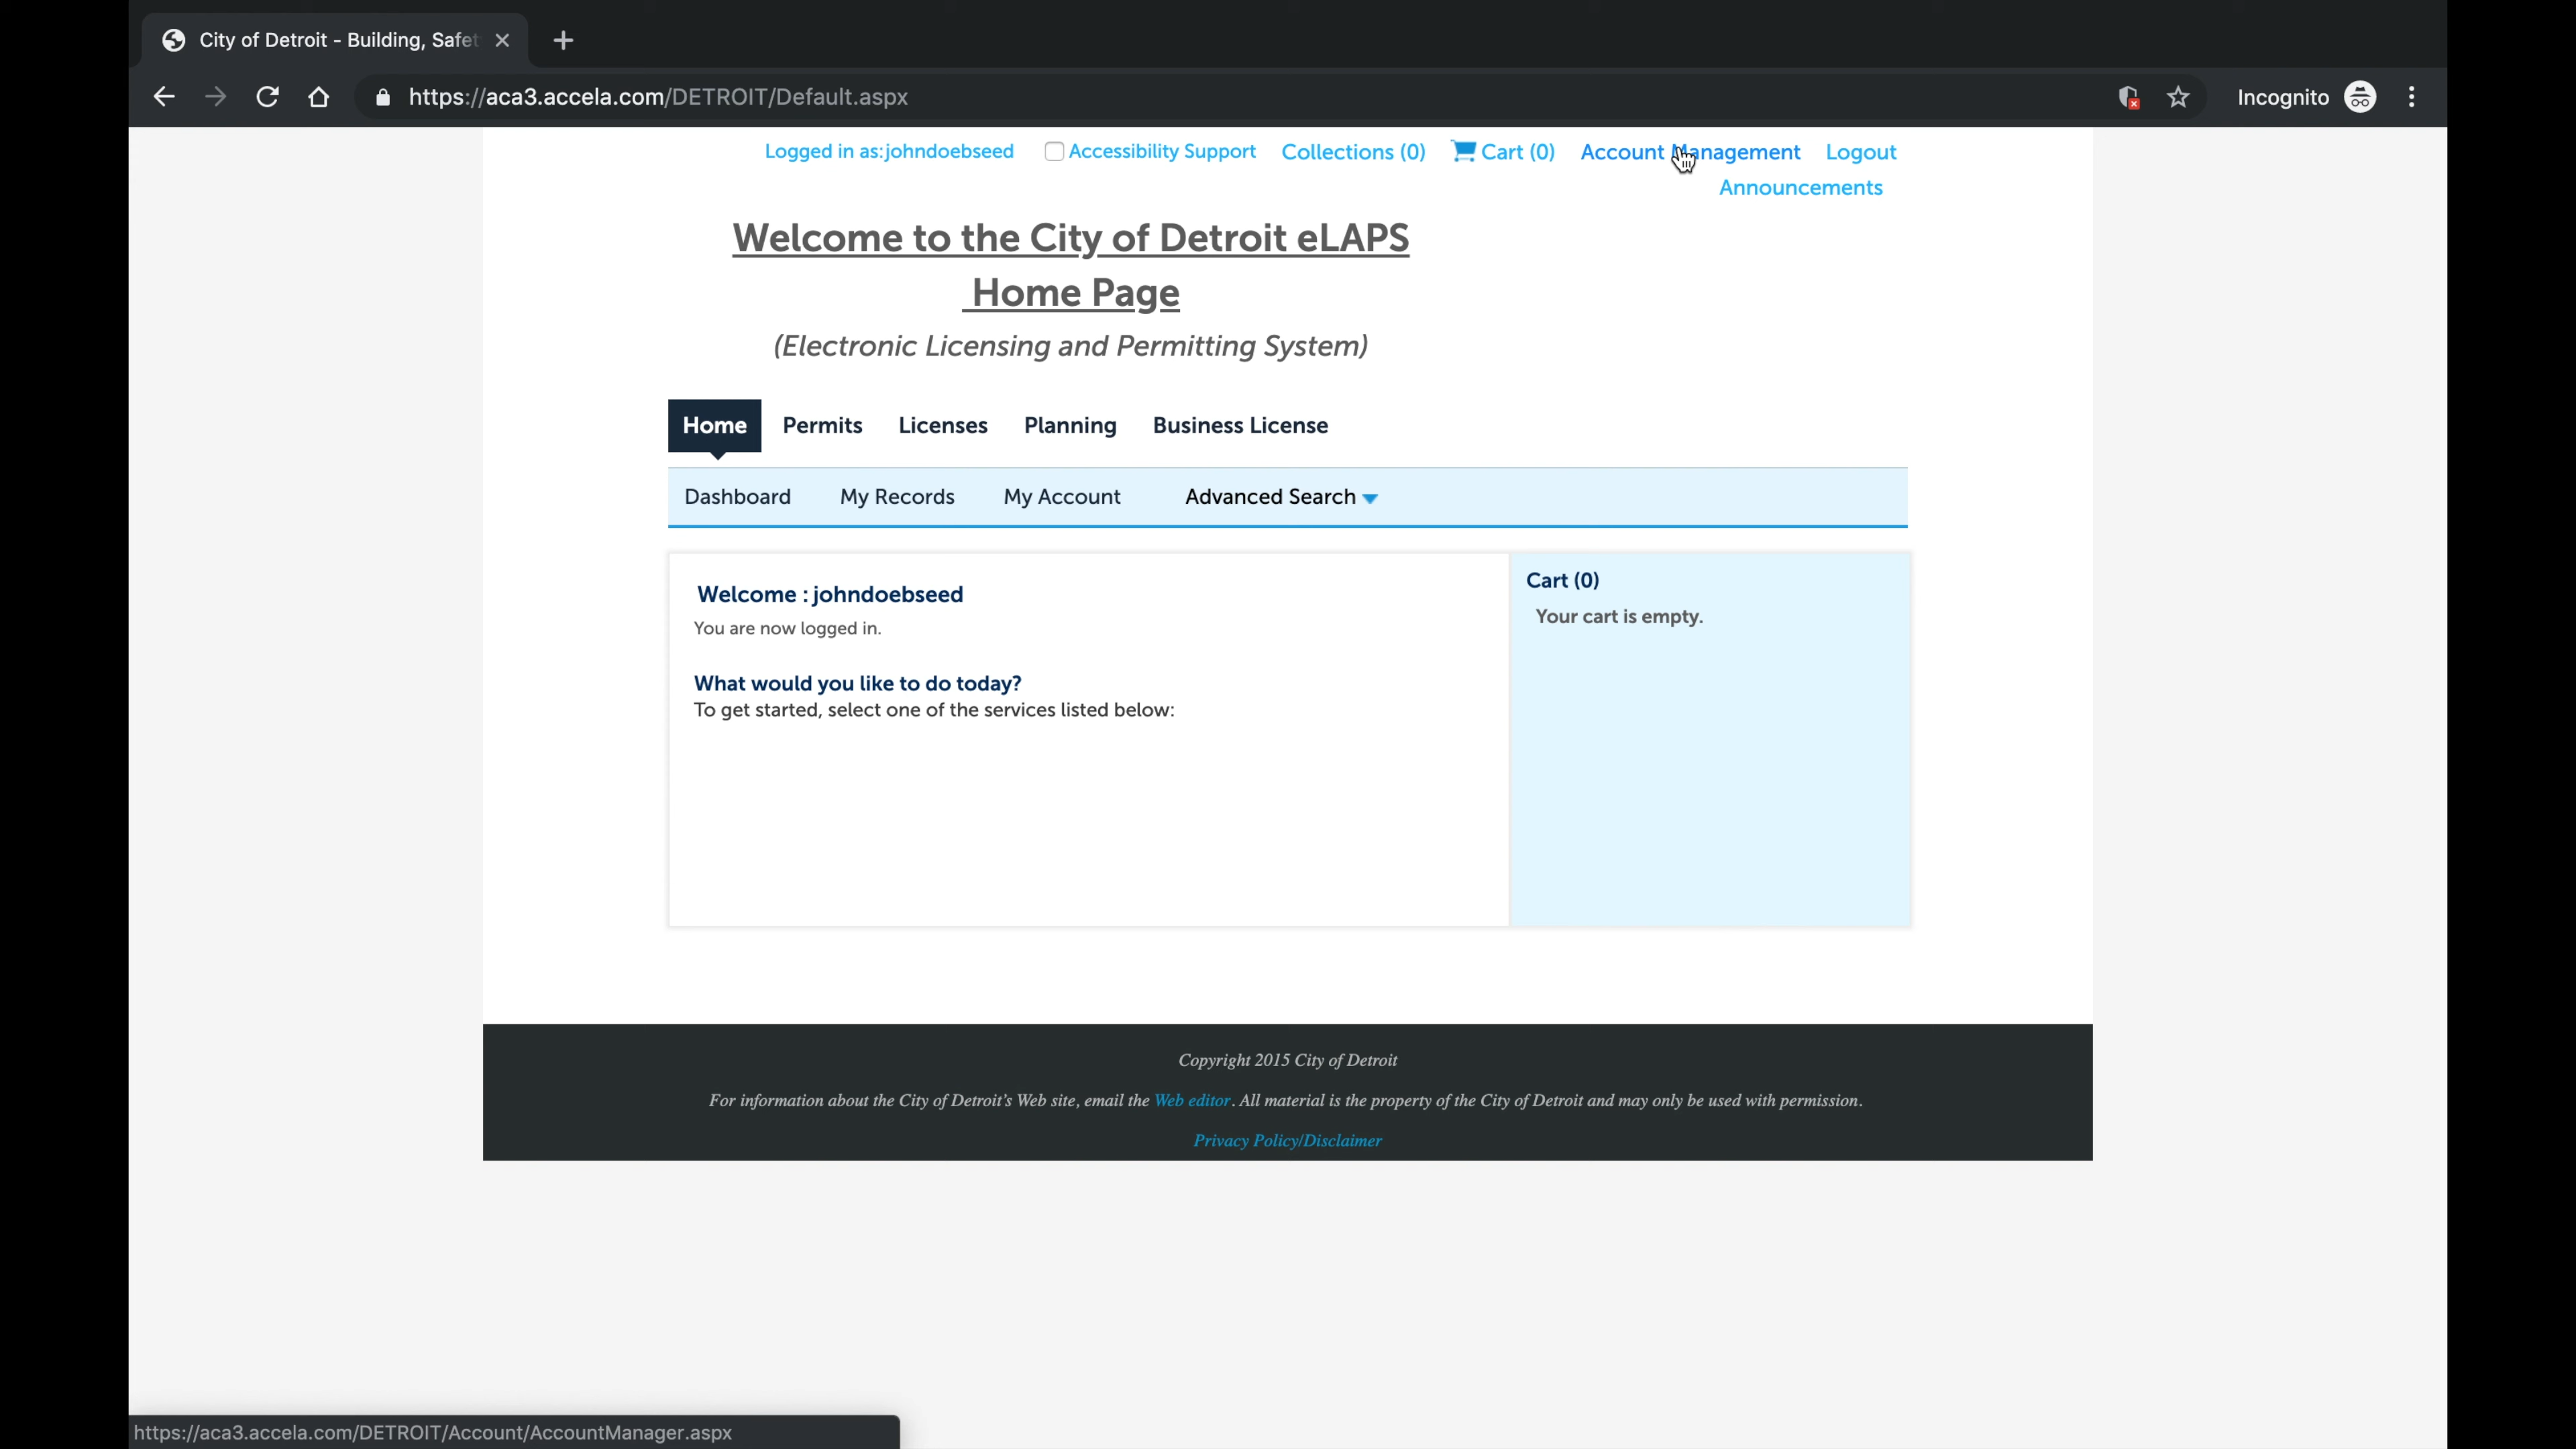 City of Detroit - Building, Safet
https://aca3.accela.com/DETROIT/Default.aspx
Incognito
Logged in as:johndoebseed Accessibility Support Collections (0) Cart (0) Account Management Logout
Announcements
Welcome to the City of Detroit eLAPS
Home Page
(Electronic Licensing and Permitting System)
Home Permits Licenses Planning Business License
Dashboard My Records My Account Advanced Search
Welcome : johndoebseed
You are now logged in.
What would you like to do today?
To get started, select one of the services listed below:
Cart (0)
Your cart is empty.
Copyright 2015 City of Detroit
For information about the City of Detroit's Web site, email the Web editor. All material is the property of the City of Detroit and may only be used with permission.
Privacy Policy/Disclaimer
https://aca3.accela.com/DETROIT/Account/AccountManager.aspx